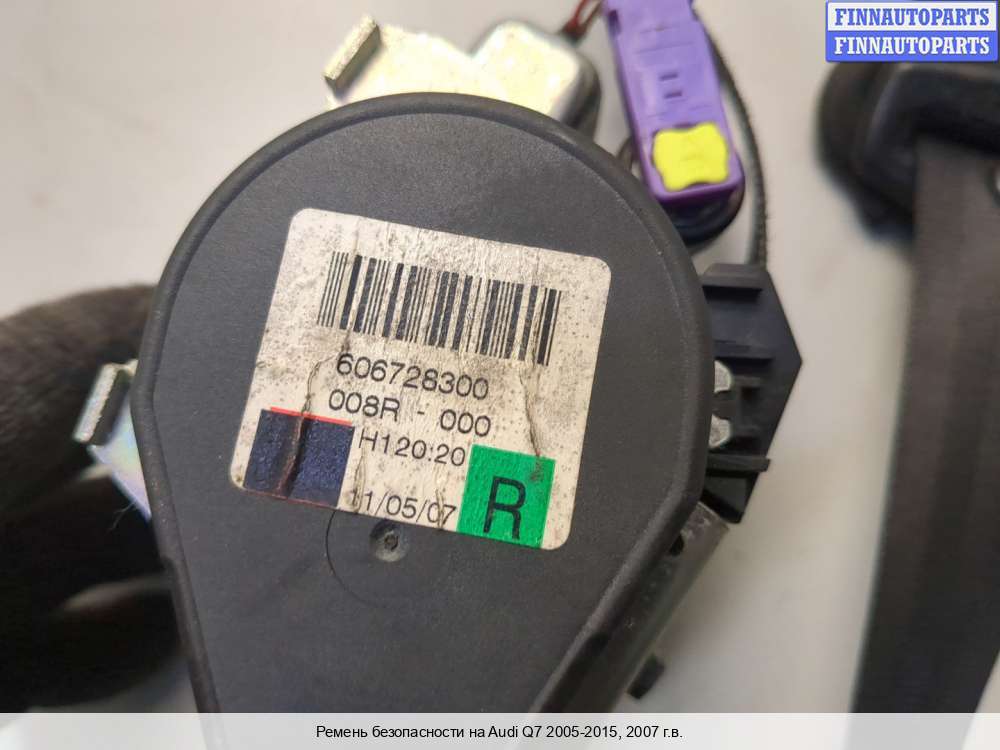 FINNAUTOPARTS
FINNAUTOPARTS
606728300
008R - 000
H120:20
11/05/07
R
Ремень безопасности на Audi Q7 2005-2015, 2007 г.в.